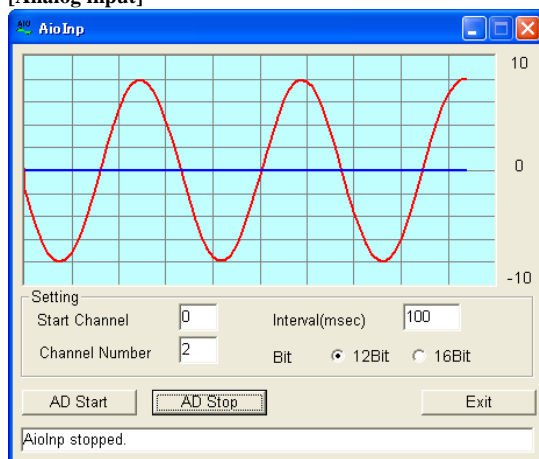 [Analog input]
AIO AioInp
10
0
-10
Setting
Start Channel 0 Interval(msec) 100
Channel Number 2 Bit 12Bit 16Bit
AD Start AD Stop Exit
AioInp stopped.